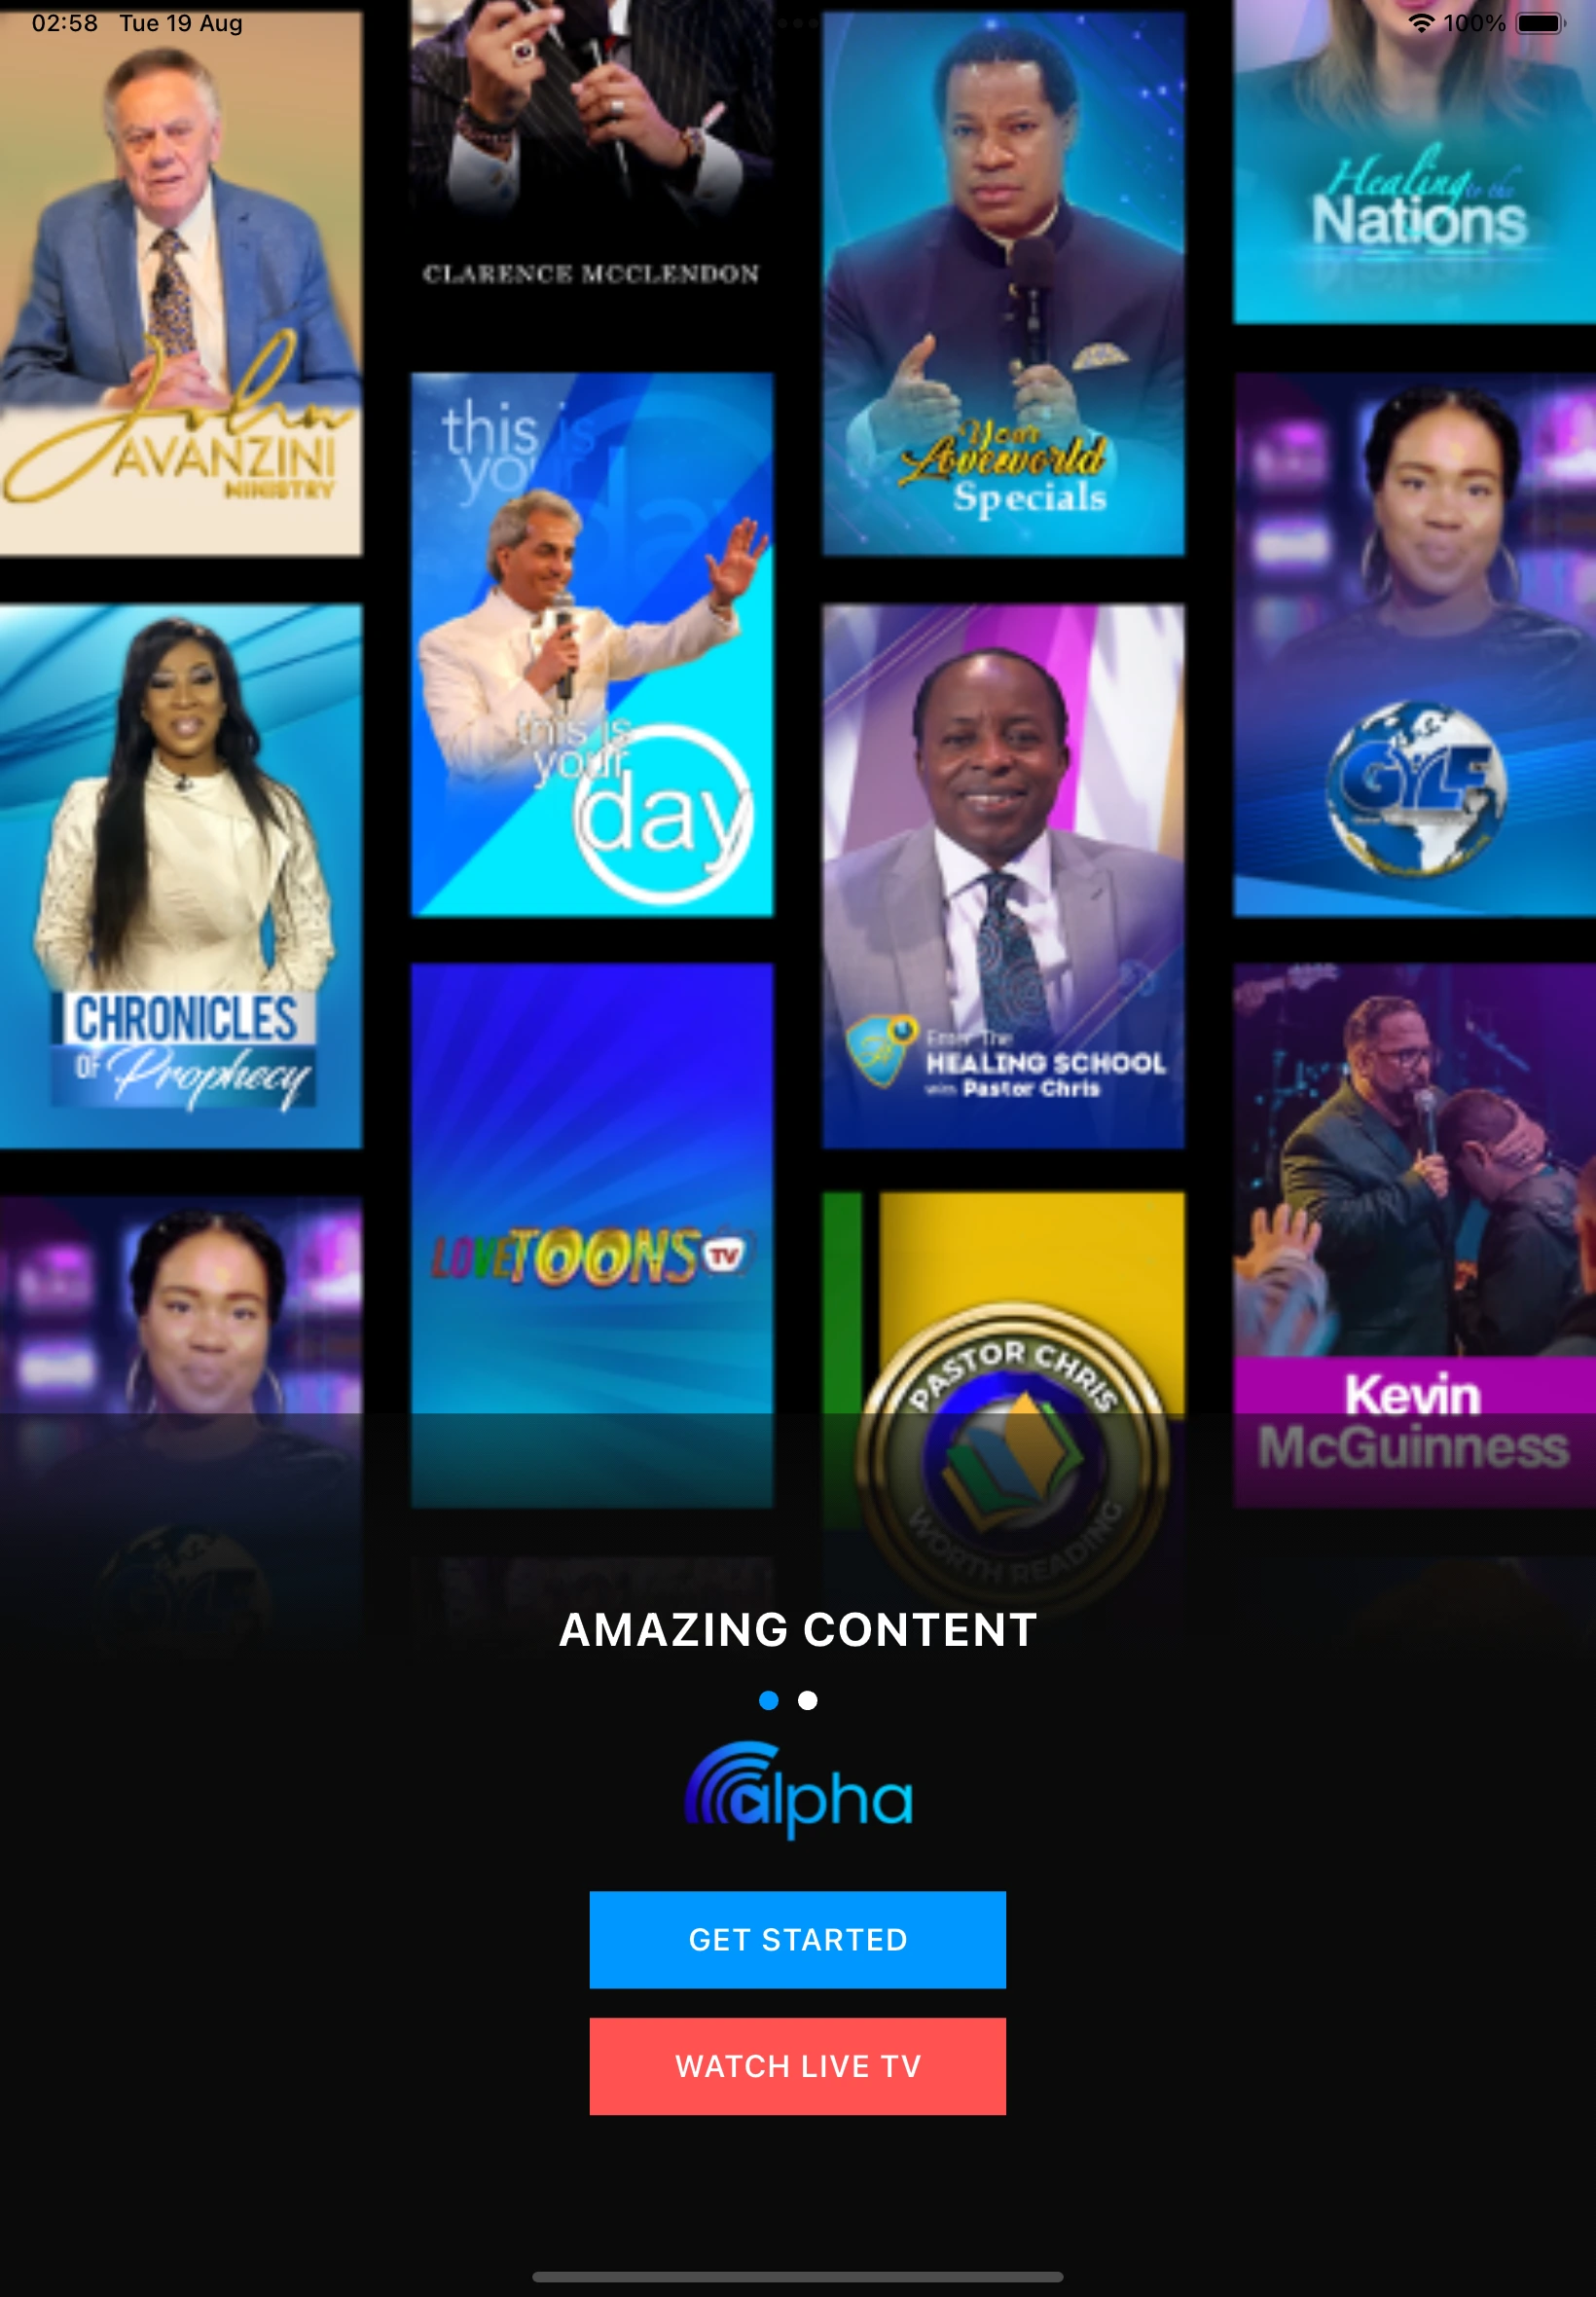 02:58 Tue 19 Aug
100%
John
AVANZINI
MINISTRY
CLARENCE MCCLENDON
Your
Loveworld
Specials
Healing to the
Nations
this is
your
day
this is
your
day
GYLF
CHRONICLES
OF Prophecy
Enter The
HEALING SCHOOL
with Pastor Chris
LOVETOONS TV
PASTOR CHRIS
WORTH READING
Kevin
McGuinness
AMAZING CONTENT
alpha
GET STARTED
WATCH LIVE TV